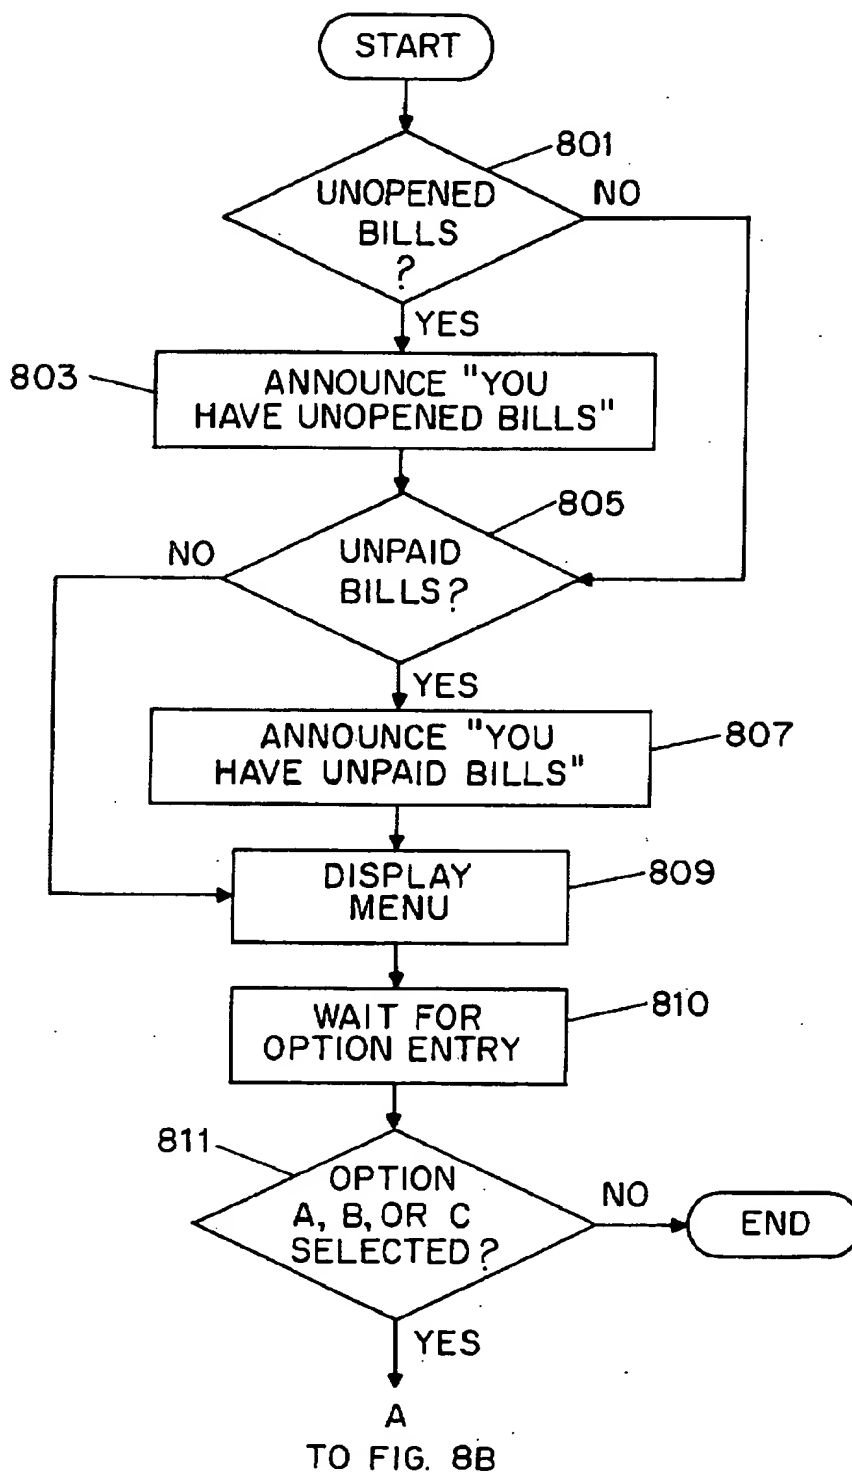 START
801
UNOPENED
BILLS
?
NO
YES
803
ANNOUNCE "YOU
HAVE UNOPENED BILLS"
805
NO
UNPAID
BILLS?
YES
ANNOUNCE "YOU
HAVE UNPAID BILLS"
807
DISPLAY
MENU
809
WAIT FOR
OPTION ENTRY
810
811
OPTION
A, B, OR C
SELECTED?
NO
END
YES
A
TO FIG. 8B